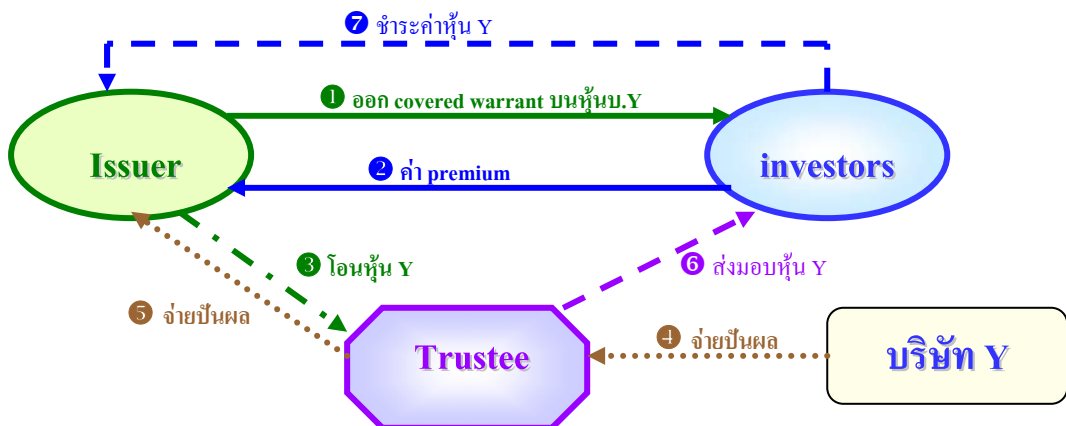 ❼ ชำระค่าหุ้น Y
❶ ออก covered warrant บนหุ้นบ.Y
Issuer
investors
❷ ค่า premium
❸ โอนหุ้น Y
❻ ส่งมอบหุ้น Y
❺ จ่ายปันผล
❹ จ่ายปันผล
Trustee
บริษัท Y